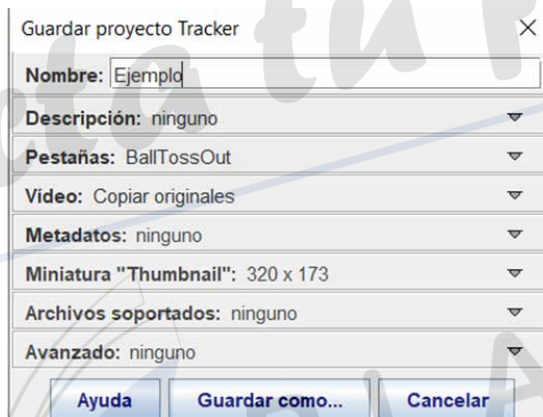 Guardar proyecto Tracker
Nombre: Ejemplo
Descripción: ninguno
Pestañas: BallTossOut
Vídeo: Copiar originales
Metadatos: ninguno
Miniatura "Thumbnail": 320 x 173
Archivos soportados: ninguno
Avanzado: ninguno
Ayuda Guardar como... Cancelar